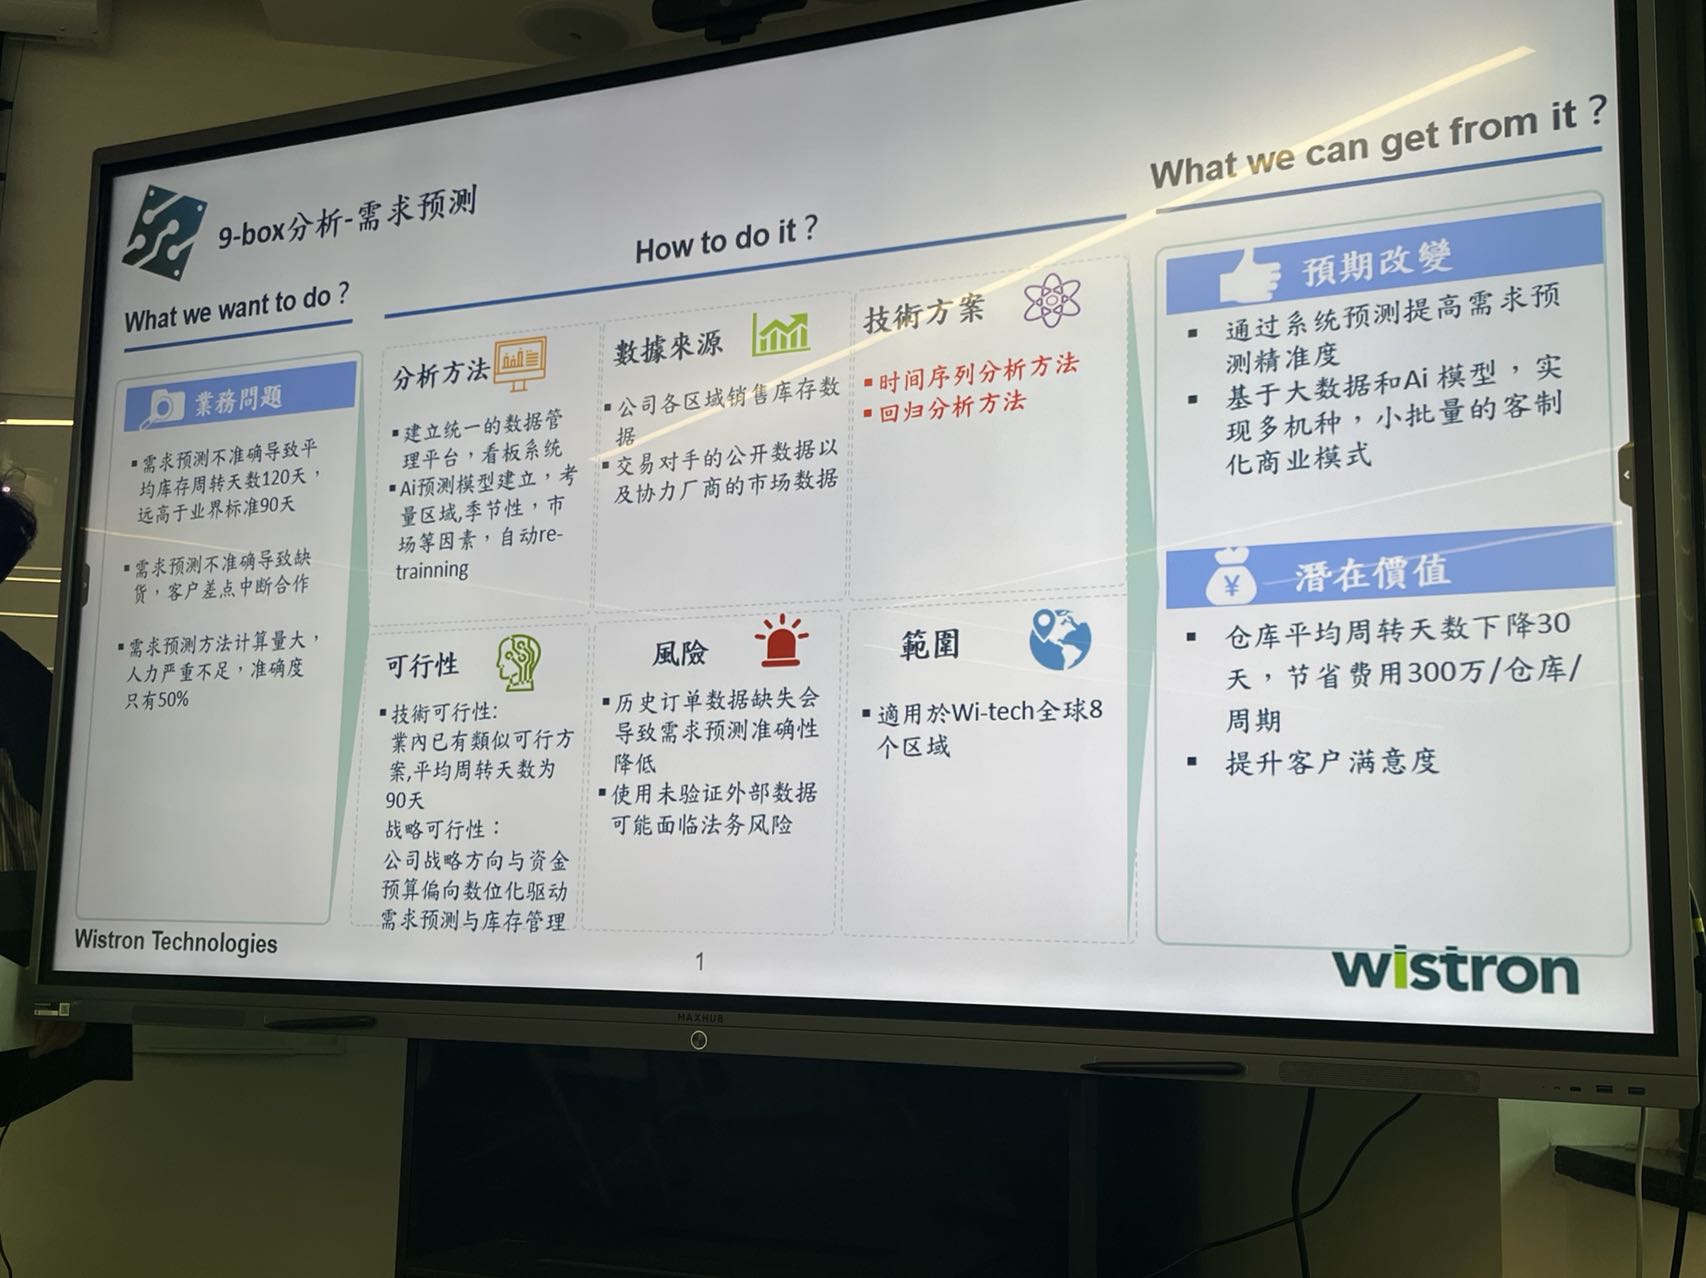 9-box分析-需求预测
What we want to do？
業務問題
▪需求预测不准确导致平
均库存周转天数120天，
远高于业界标准90天
▪需求预测不准确导致缺
货，客户差点中断合作
▪需求预测方法计算量大，
人力严重不足，准确度
只有50%
How to do it？
分析方法
▪建立统一的数据管
理平台，看板系统
▪Ai预测模型建立，考
量区域,季节性，市
场等因素，自动re-
trainning
數據來源
▪公司各区域销售库存数
据
▪交易对手的公开数据以
及协力厂商的市场数据
技術方案
▪时间序列分析方法
▪回归分析方法
可行性
▪技術可行性:
業內已有類似可行方
案,平均周转天数为
90天
战略可行性：
公司战略方向与资金
预算偏向数位化驱动
需求预测与库存管理
風險
▪历史订单数据缺失会
导致需求预测准确性
降低
▪使用未验证外部数据
可能面临法务风险
範圍
▪適用於Wi-tech全球8
个区域
What we can get from it？
預期改變
▪通过系统预测提高需求预
测精准度
▪基于大数据和Ai 模型，实
现多机种，小批量的客制
化商业模式
潛在價值
¥
▪仓库平均周转天数下降30
天，节省费用300万/仓库/
周期
▪提升客户满意度
Wistron Technologies
1
wistron
MAXHUB